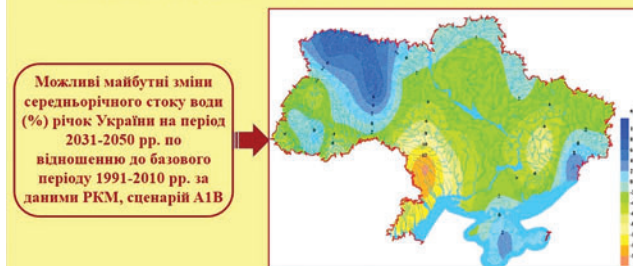 Можливі майбутні зміни
середньорічного стоку води
(%) річок України на період
2031-2050 рр. по
відношенню до базового
періоду 1991-2010 рр. за
даними РКМ, сценарій А1В